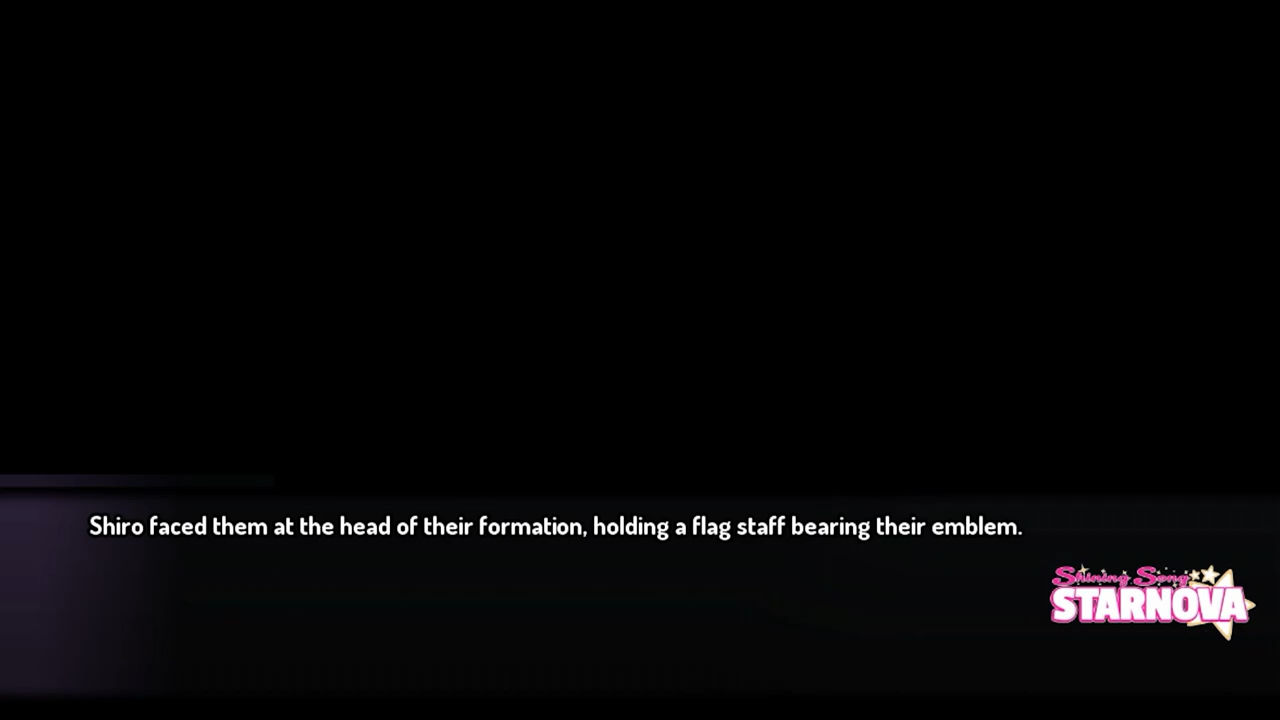 Shiro faced them at the head of their formation, holding a flag staff bearing their emblem.
Shining Song
STARNOVA